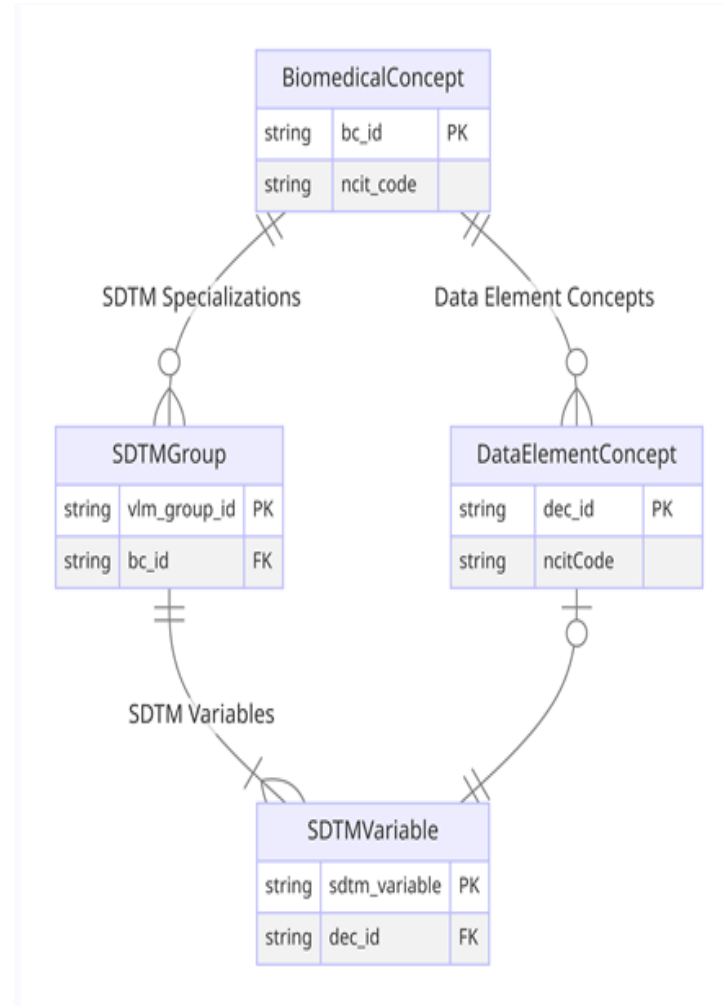 BiomedicalConcept
string bc_id PK
string ncit_code
SDTM Specializations
Data Element Concepts
SDTMGroup
string vlm_group_id PK
string bc_id FK
DataElementConcept
string dec_id PK
string ncitCode
SDTM Variables
SDTMVariable
string sdtm_variable PK
string dec_id FK